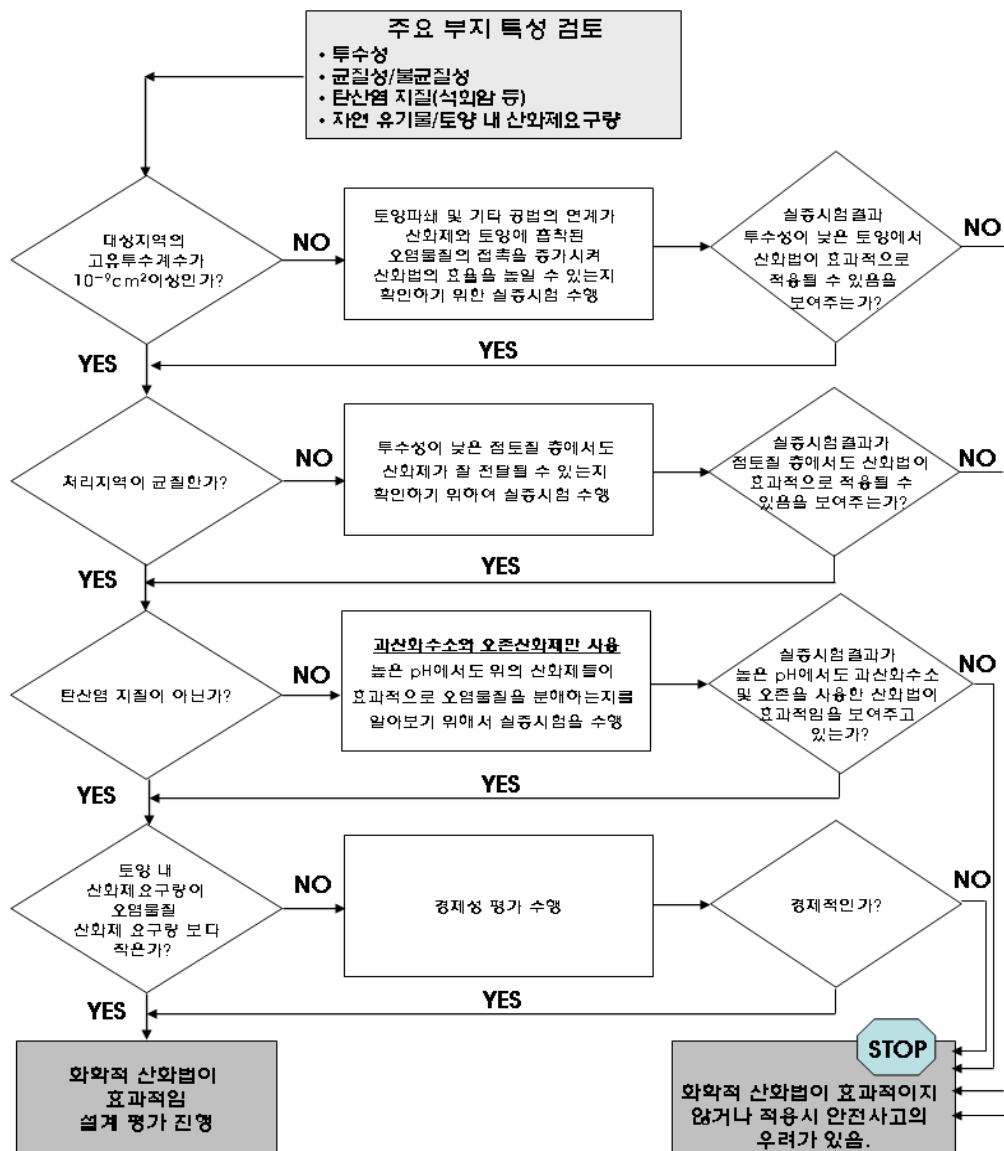 주요 부지 특성 검토
• 투수성
• 균질성/불균질성
• 탄산염 지질(석회암 등)
• 자연 유기물/토양 내 산화제요구량
대상지역의
고유투수계수가
10⁻⁹cm²이상인가?
NO
토양파쇄 및 기타 공법의 연계가
산화제와 토양에 흡착된
오염물질의 접촉을 증가시켜
산화법의 효율을 높일 수 있는지
확인하기 위한 실증시험 수행
실증시험결과
투수성이 낮은 토양에서
산화법이 효과적으로
적용될 수 있음을
보여주는가?
NO
YES
YES
처리지역이 균질한가?
NO
투수성이 낮은 점토질 층에서도
산화제가 잘 전달될 수 있는지
확인하기 위하여 실증시험 수행
실증시험결과가
점토질 층에서도 산화법이
효과적으로 적용될 수
있음을 보여주는가?
NO
YES
YES
탄산염 지질이 아닌가?
NO
과산화수소와 오존산화제만 사용
높은 pH에서도 위의 산화제들이
효과적으로 오염물질을 분해하는지를
알아보기 위해서 실증시험을 수행
실증시험결과가
높은 pH에서도 과산화수소
및 오존을 사용한 산화법이
효과적임을 보여주고
있는가?
NO
YES
YES
토양 내
산화제요구량이
오염물질
산화제 요구량 보다
작은가?
NO
경제성 평가 수행
경제적인가?
NO
YES
YES
화학적 산화법이
효과적임
설계 평가 진행
STOP
화학적 산화법이 효과적이지
않거나 적용시 안전사고의
우려가 있음.